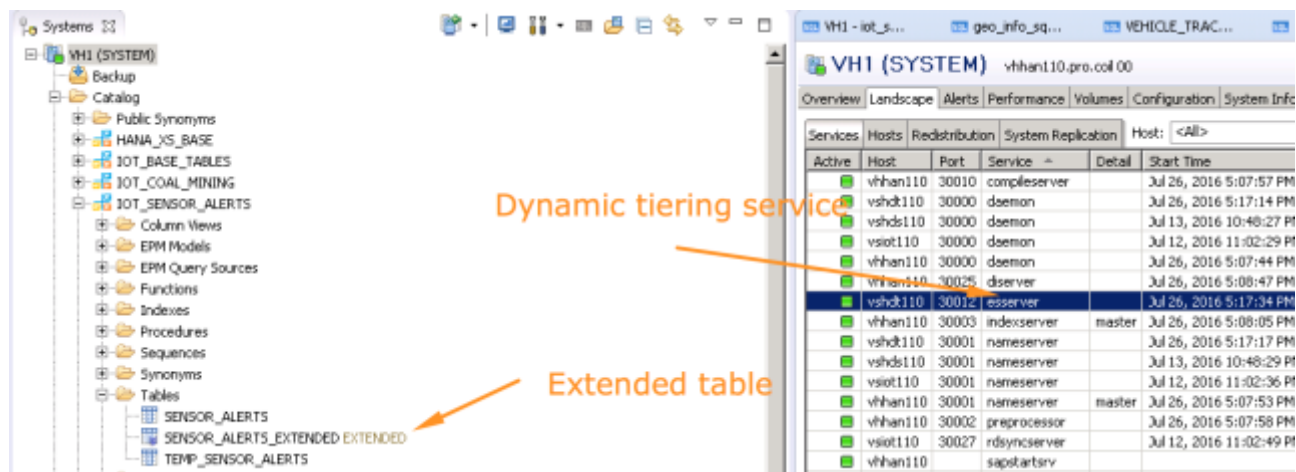 Systems
VH1 (SYSTEM)
Backup
Catalog
Public Synonyms
HANA_XS_BASE
IOT_BASE_TABLES
IOT_COAL_MINING
IOT_SENSOR_ALERTS
Column Views
EPM Models
EPM Query Sources
Functions
Indexes
Procedures
Sequences
Synonyms
Tables
SENSOR_ALERTS
SENSOR_ALERTS_EXTENDED EXTENDED
TEMP_SENSOR_ALERTS
Dynamic tiering service
Extended table
VH1 - iot_s... geo_info_sq... VEHICLE_TRAC...
VH1 (SYSTEM) vhhan110.pro.coil 00
Overview Landscape Alerts Performance Volumes Configuration System Info
Services Hosts Redistribution System Replication Host: <All>
Active Host Port Service Detail Start Time
vhhan110 30010 compileserver Jul 26, 2016 5:07:57 PM
vshdt110 30000 daemon Jul 26, 2016 5:17:14 PM
vshds110 30000 daemon Jul 13, 2016 10:48:27 PM
vsiot110 30000 daemon Jul 12, 2016 11:02:29 PM
vhhan110 30000 daemon Jul 26, 2016 5:07:44 PM
vhhan110 30025 diserver Jul 26, 2016 5:08:47 PM
vshdt110 30012 esserver Jul 26, 2016 5:17:34 PM
vhhan110 30003 indexserver master Jul 26, 2016 5:08:05 PM
vshdt110 30001 nameserver Jul 26, 2016 5:17:17 PM
vshds110 30001 nameserver Jul 13, 2016 10:48:29 PM
vsiot110 30001 nameserver Jul 12, 2016 11:02:36 PM
vhhan110 30001 nameserver master Jul 26, 2016 5:07:53 PM
vhhan110 30002 preprocessor Jul 26, 2016 5:07:58 PM
vsiot110 30027 rdsyncserver Jul 12, 2016 11:02:49 PM
vhhan110 sapstartsrv